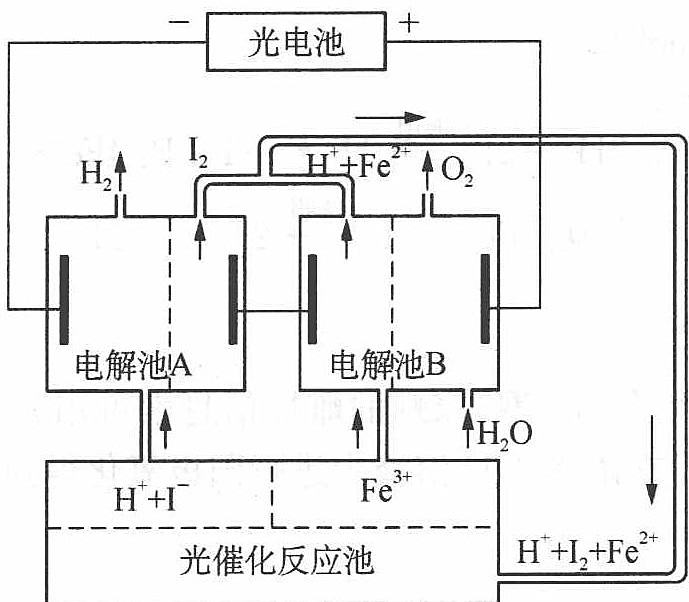 − 光电池 +
H₂
I₂
H⁺+Fe²⁺
O₂
电解池A
电解池B
H₂O
H⁺+I⁻
Fe³⁺
光催化反应池
H⁺+I₂+Fe²⁺